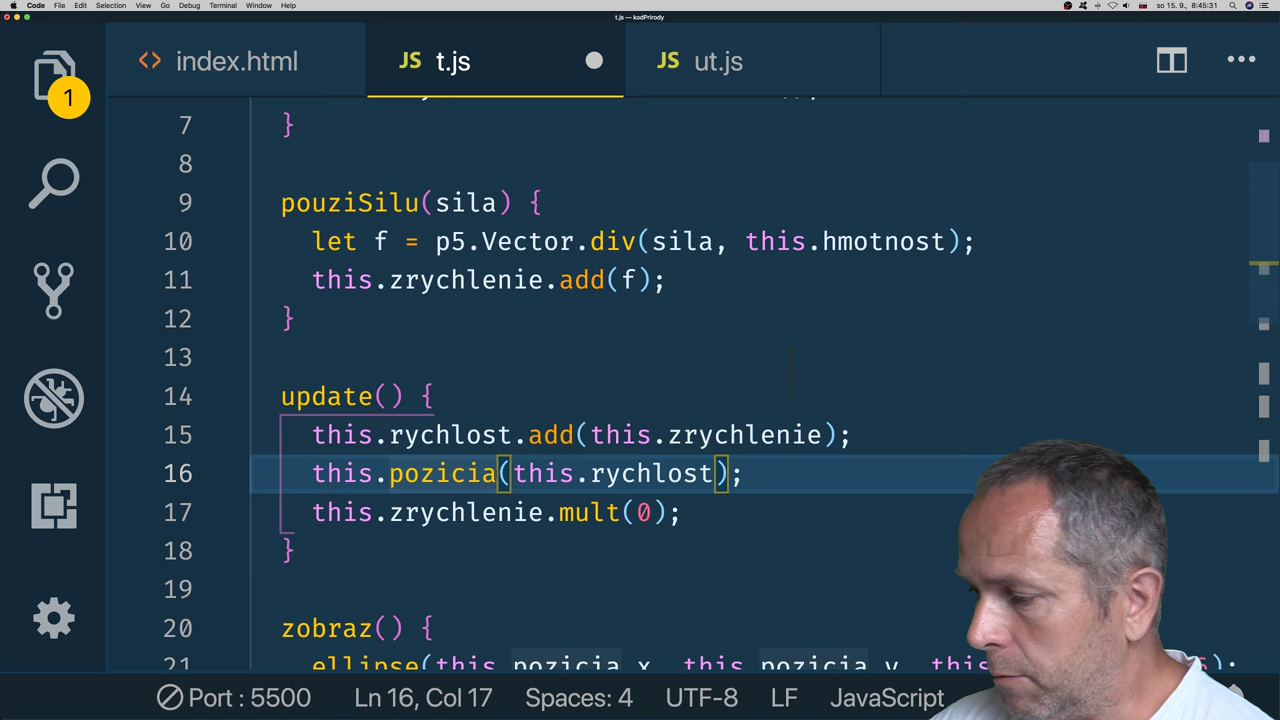 Code File Edit Selection View Go Debug Terminal Window Help so 15. 9., 8:45:31
t.js — kodPrirody
index.html JS t.js JS ut.js
1
7 }
8
9 pouziSilu(sila) {
10 let f = p5.Vector.div(sila, this.hmotnost);
11 this.zrychlenie.add(f);
12 }
13
14 update() {
15 this.rychlost.add(this.zrychlenie);
16 this.pozicia(this.rychlost);
17 this.zrychlenie.mult(0);
18 }
19
20 zobraz() {
21 ellipse(this.pozicia.x, this.pozicia.y, this );
Port : 5500 Ln 16, Col 17 Spaces: 4 UTF-8 LF JavaScript